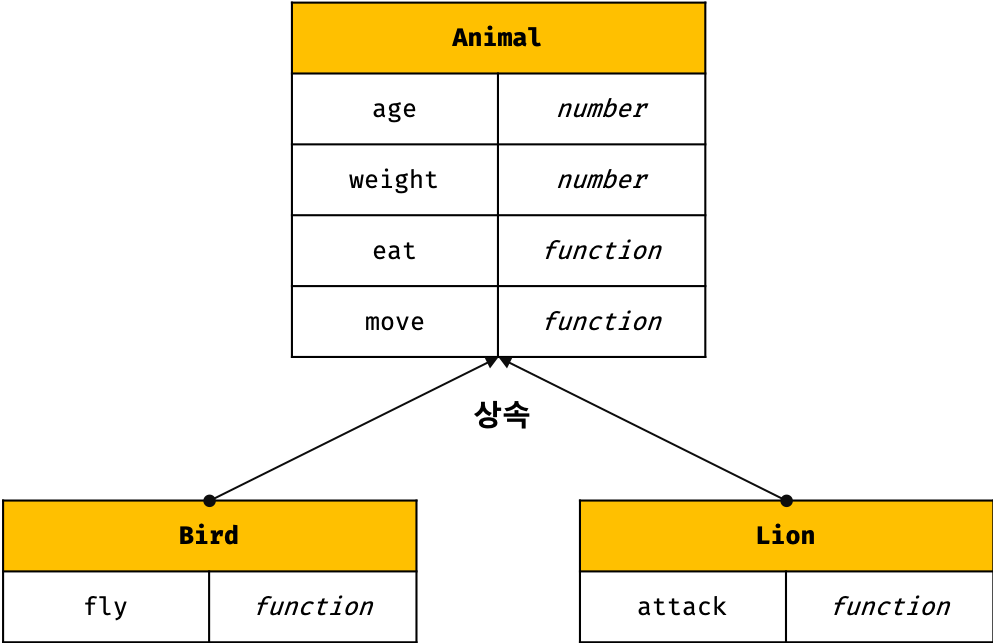 Animal
age number
weight number
eat function
move function
상속
Bird
fly function
Lion
attack function